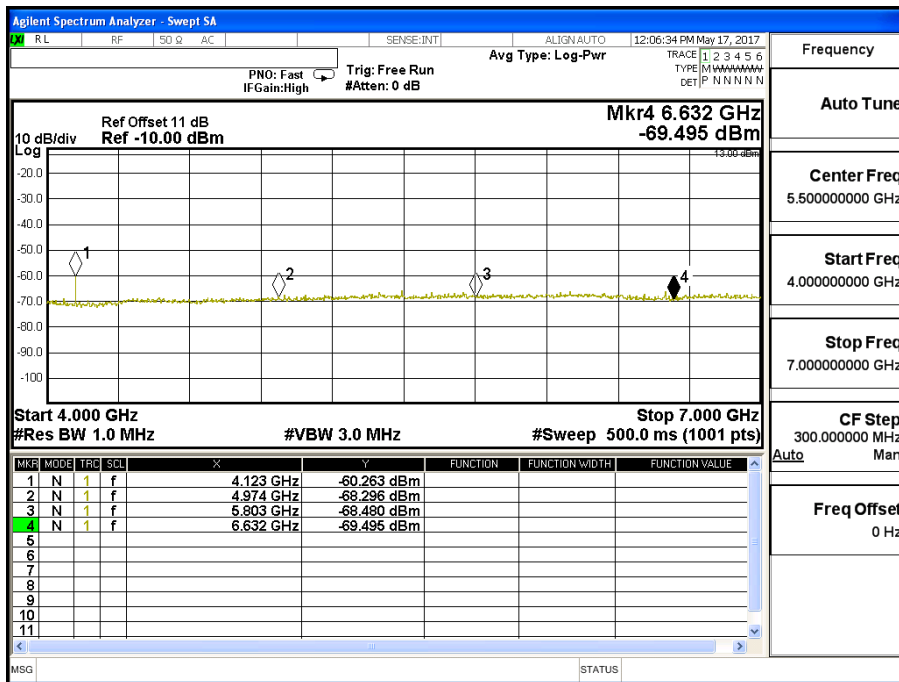 Agilent Spectrum Analyzer - Swept SA
LXI RL RF 50 Ω AC SENSE:INT ALIGN AUTO 12:06:34 PM May 17, 2017
Avg Type: Log-Pwr TRACE 1 2 3 4 5 6
PNO: Fast Trig: Free Run TYPE M WWWWW
IFGain:High #Atten: 0 dB DET P N N N N N
Frequency
Auto Tune
Center Freq
5.500000000 GHz
Start Freq
4.000000000 GHz
Stop Freq
7.000000000 GHz
CF Step
300.000000 MHz
Auto Man
Freq Offset
0 Hz
Mkr4 6.632 GHz
-69.495 dBm
Ref Offset 11 dB
10 dB/div Ref -10.00 dBm
Log
-13.00 dBm
-20.0
-30.0
-40.0
-50.0
-60.0
-70.0
-80.0
-90.0
-100
1
2
3
4
Start 4.000 GHz Stop 7.000 GHz
#Res BW 1.0 MHz #VBW 3.0 MHz #Sweep 500.0 ms (1001 pts)
MKR MODE TRC SCL X Y FUNCTION FUNCTION WIDTH FUNCTION VALUE
1 N 1 f 4.123 GHz -60.263 dBm
2 N 1 f 4.974 GHz -68.296 dBm
3 N 1 f 5.803 GHz -68.480 dBm
4 N 1 f 6.632 GHz -69.495 dBm
5
6
7
8
9
10
11
MSG STATUS